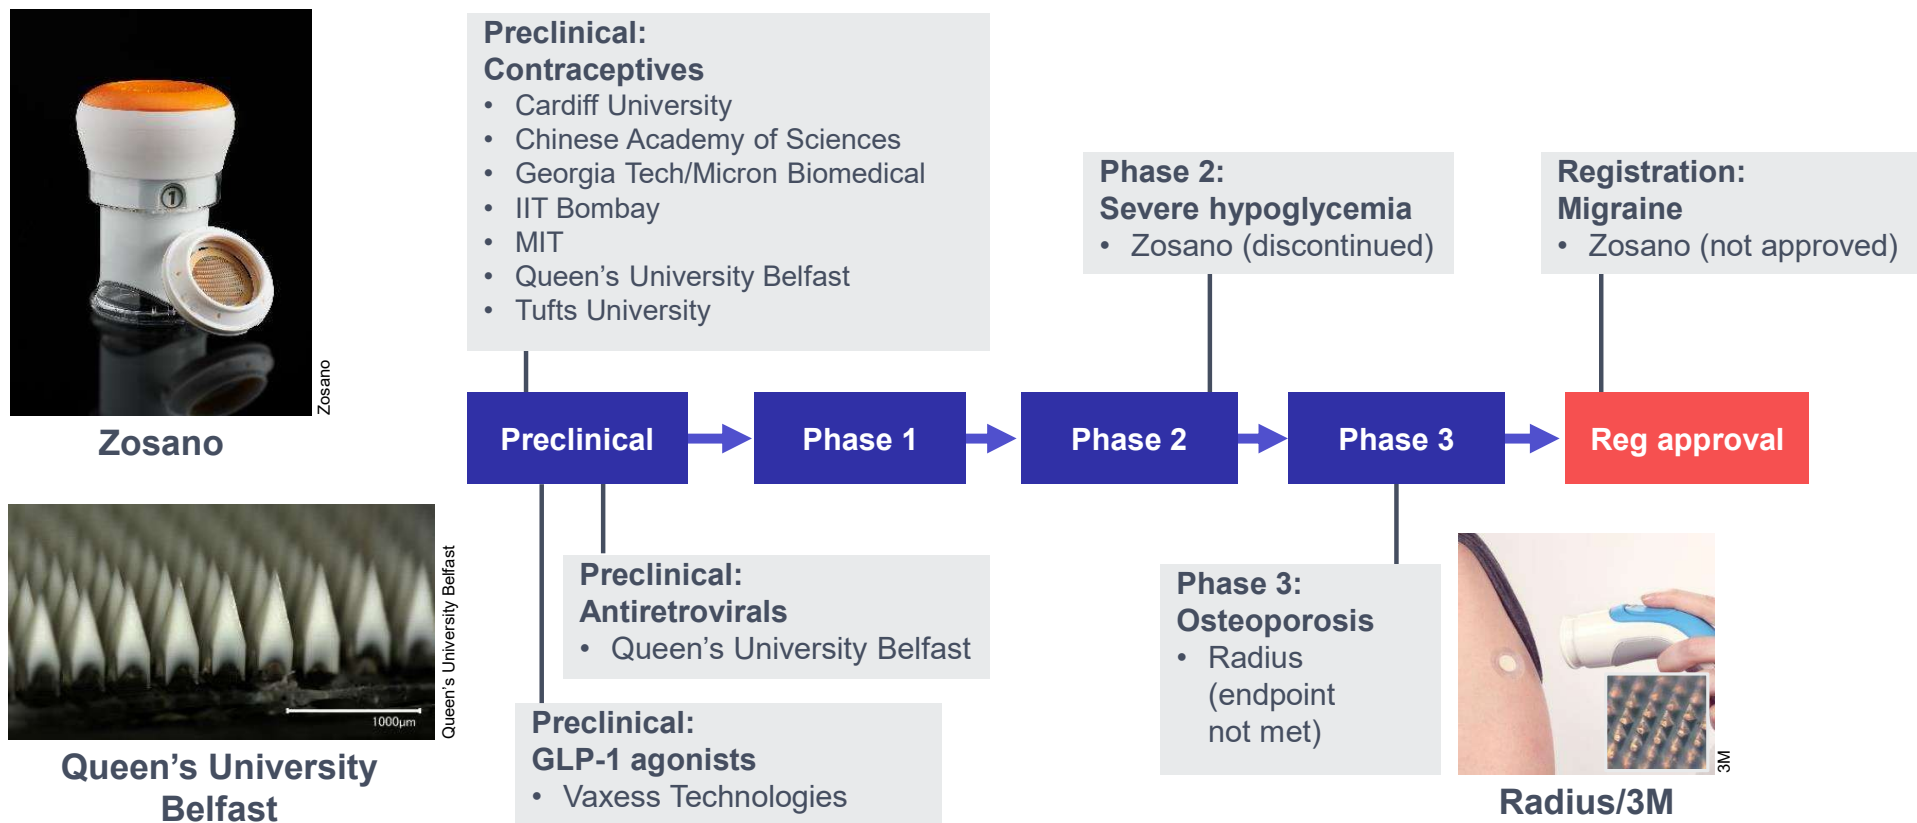 Preclinical:
Contraceptives
• Cardiff University
• Chinese Academy of Sciences
• Georgia Tech/Micron Biomedical
• IIT Bombay
• MIT
• Queen’s University Belfast
• Tufts University
Phase 2:
Severe hypoglycemia
• Zosano (discontinued)
Registration:
Migraine
• Zosano (not approved)
1
Zosano
Zosano
Preclinical
Phase 1
Phase 2
Phase 3
Reg approval
1000µm
Queen’s University Belfast
Queen’s University
Belfast
Preclinical:
Antiretrovirals
• Queen’s University Belfast
Preclinical:
GLP-1 agonists
• Vaxess Technologies
Phase 3:
Osteoporosis
• Radius
(endpoint
not met)
3M
Radius/3M